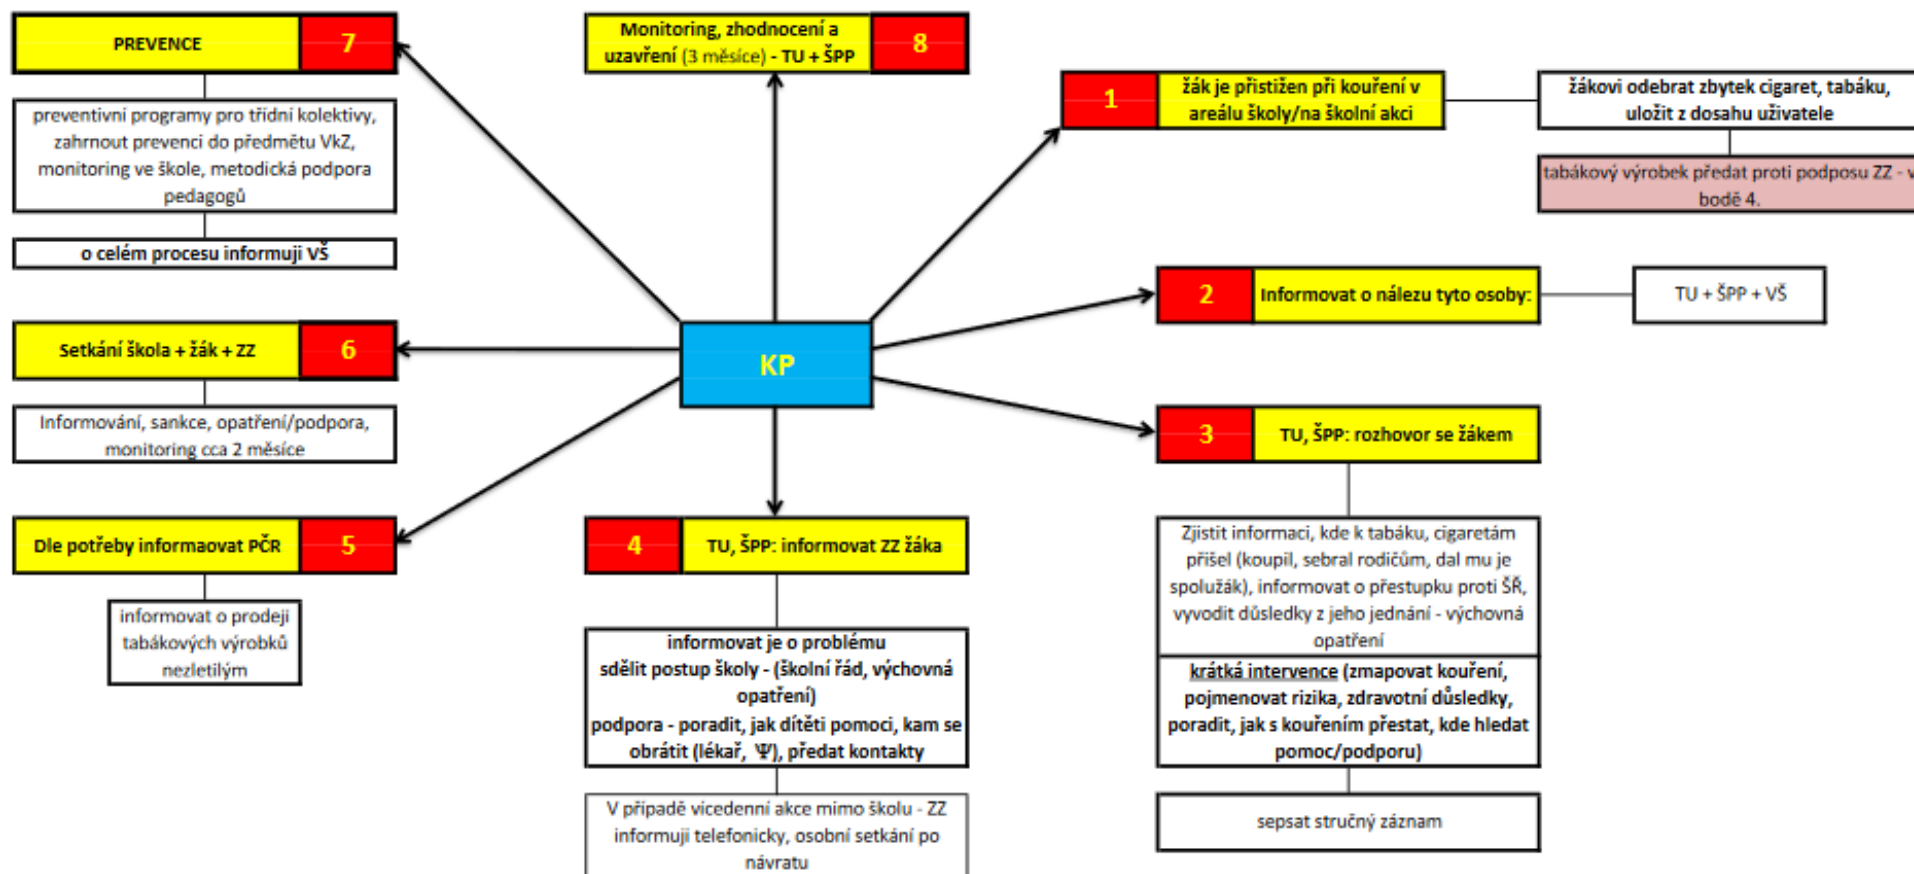 PREVENCE 7
preventivní programy pro třídní kolektivy,
zahrnout prevenci do předmětu VkZ,
monitoring ve škole, metodická podpora
pedagogů
o celém procesu informuji VŠ
Monitoring, zhodnocení a
uzavření (3 měsíce) - TU + ŠPP
8
1
žák je přistižen při kouření v
areálu školy/na školní akci
žákovi odebrat zbytek cigaret, tabáku,
uložit z dosahu uživatele
tabákový výrobek předat proti podposu ZZ - v
bodě 4.
2 Informovat o nálezu tyto osoby:
TU + ŠPP + VŠ
Setkání škola + žák + ZZ 6
Informování, sankce, opatření/podpora,
monitoring cca 2 měsíce
KP
3 TU, ŠPP: rozhovor se žákem
Zjistit informaci, kde k tabáku, cigaretám
přišel (koupil, sebral rodičům, dal mu je
spolužák), informovat o přestupku proti ŠŘ,
vyvodit důsledky z jeho jednání - výchovná
opatření
krátká intervence (zmapovat kouření,
pojmenovat rizika, zdravotní důsledky,
poradit, jak s kouřením přestat, kde hledat
pomoc/podporu)
sepsat stručný záznam
Dle potřeby informaovat PČR 5
informovat o prodeji
tabákových výrobků
nezletilým
4 TU, ŠPP: informovat ZZ žáka
informovat je o problému
sdělit postup školy - (školní řád, výchovná
opatření)
podpora - poradit, jak dítěti pomoci, kam se
obrátit (lékař, Ψ), předat kontakty
V případě vícedenní akce mimo školu - ZZ
informuji telefonicky, osobní setkání po
návratu